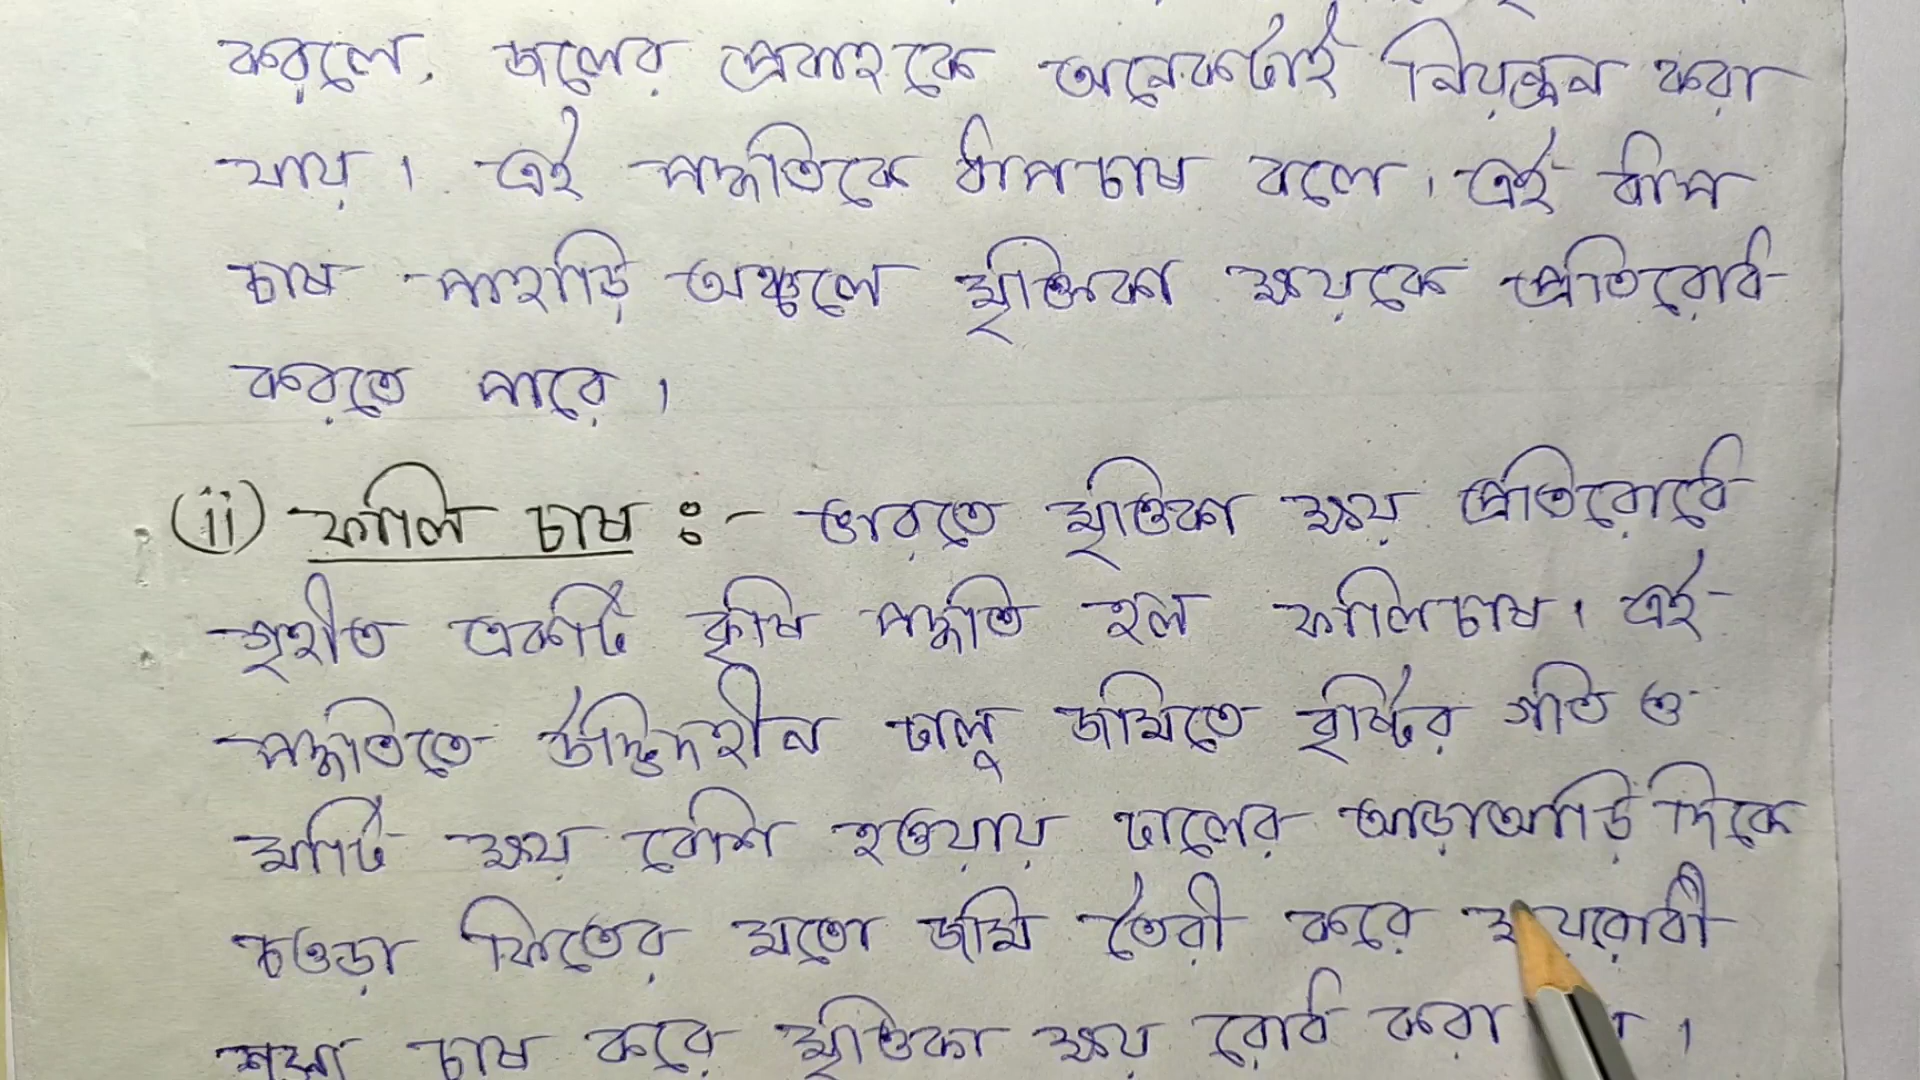 করলে, জলের প্রবাহকে অনেকটাই নিয়ন্ত্রন করা
যায়। এই পদ্ধতিকে ধাপচাষ বলে। এই ধাপ
চাষ পাহাড়ি অঞ্চলে মৃত্তিকা ক্ষয়কে প্রতিরোধ
করতে পারে।
(ii) ফালি চাষ :- ভারতে মৃত্তিকা ক্ষয় প্রতিরোধে
গৃহীত একটি কৃষি পদ্ধতি হল ফালিচাষ। এই
পদ্ধতিতে উদ্ভিদহীন ঢালু জমিতে বৃষ্টির গতি ও
মাটি ক্ষয় বেশি হওয়ায় ঢালের আড়াআড়ি দিকে
চওড়া ফিতের মতো জমি তৈরী করে ক্ষয়রোধী
শস্য চাষ করে মৃত্তিকা ক্ষয় রোধ করা